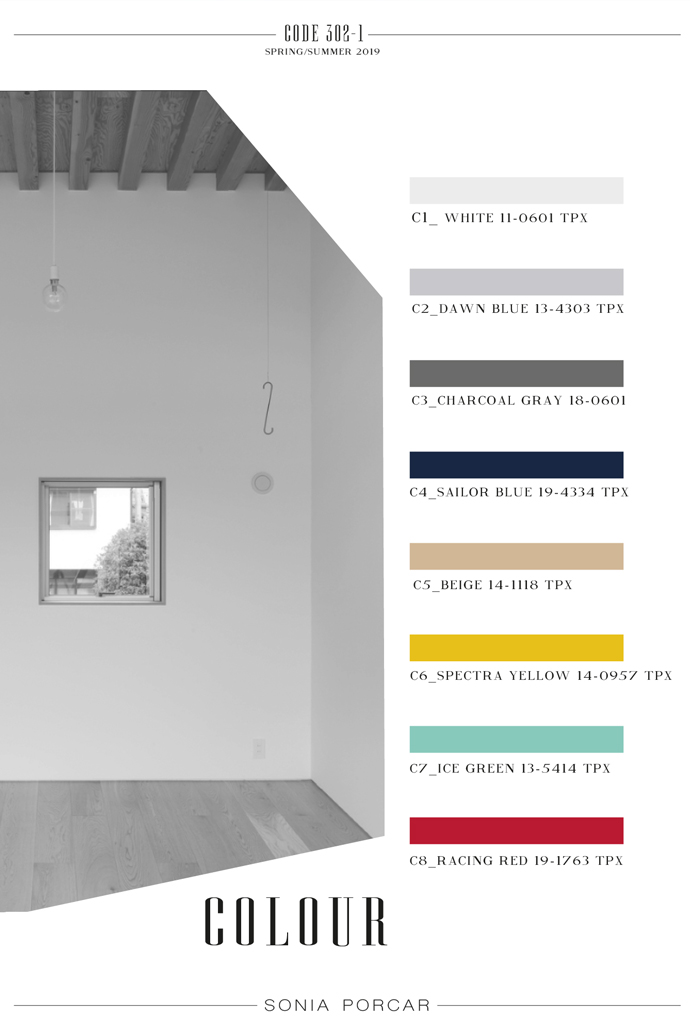 CODE 302-1
SPRING/SUMMER 2019
C1_ WHITE 11-0601 TPX
C2_DAWN BLUE 13-4303 TPX
C3_CHARCOAL GRAY 18-0601
C4_SAILOR BLUE 19-4334 TPX
C5_BEIGE 14-1118 TPX
C6_SPECTRA YELLOW 14-0957 TPX
C7_ICE GREEN 13-5414 TPX
C8_RACING RED 19-1763 TPX
COLOUR
SONIA PORCAR